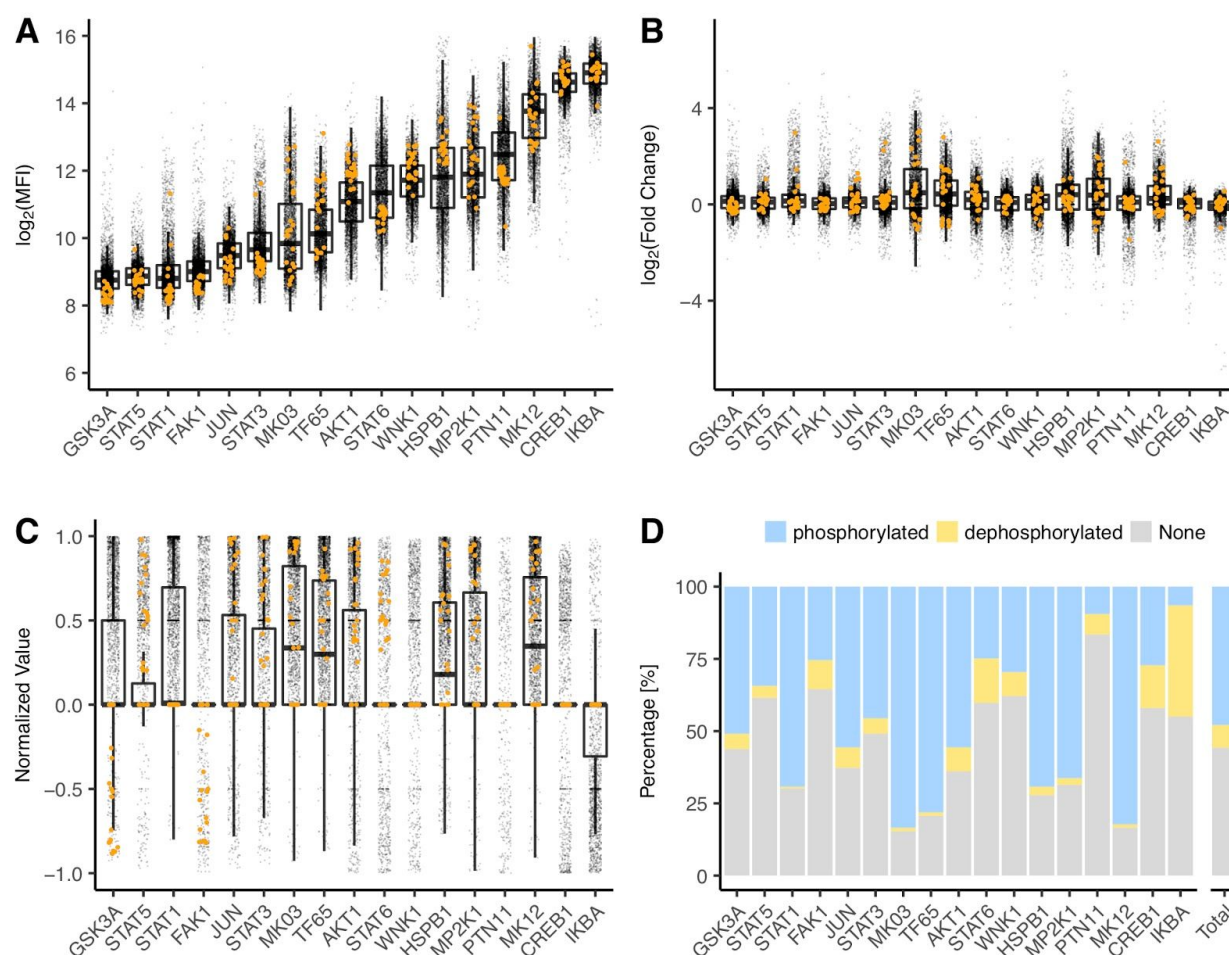 A
log2(MFI)
16
14
12
10
8
6
GSK3A
STAT5
STAT1
FAK1
JUN
STAT3
MK03
TF65
AKT1
STAT6
WNK1
HSPB1
MP2K1
PTN11
MK12
CREB1
IKBA
B
log2(Fold Change)
4
0
−4
GSK3A
STAT5
STAT1
FAK1
JUN
STAT3
MK03
TF65
AKT1
STAT6
WNK1
HSPB1
MP2K1
PTN11
MK12
CREB1
IKBA
C
Normalized Value
1.0
0.5
0.0
−0.5
−1.0
GSK3A
STAT5
STAT1
FAK1
JUN
STAT3
MK03
TF65
AKT1
STAT6
WNK1
HSPB1
MP2K1
PTN11
MK12
CREB1
IKBA
D
phosphorylated dephosphorylated None
Percentage [%]
100
75
50
25
0
GSK3A
STAT5
STAT1
FAK1
JUN
STAT3
MK03
TF65
AKT1
STAT6
WNK1
HSPB1
MP2K1
PTN11
MK12
CREB1
IKBA
Total